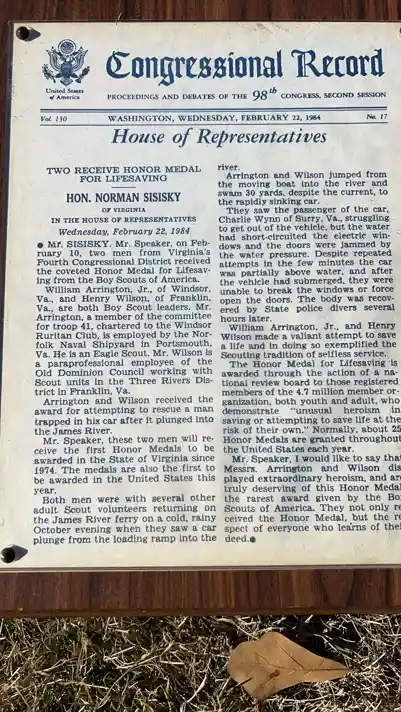 Congressional Record
United States
of America
PROCEEDINGS AND DEBATES OF THE 98th CONGRESS, SECOND SESSION
Vol. 130
WASHINGTON, WEDNESDAY, FEBRUARY 22, 1984
No. 17
House of Representatives
TWO RECEIVE HONOR MEDAL
FOR LIFESAVING
HON. NORMAN SISISKY
OF VIRGINIA
IN THE HOUSE OF REPRESENTATIVES
Wednesday, February 22, 1984
● Mr. SISISKY. Mr. Speaker, on Feb-
ruary 10, two men from Virginia's
Fourth Congressional District received
the coveted Honor Medal for Lifesav-
ing from the Boy Scouts of America.
William Arrington, Jr., of Windsor,
Va., and Henry Wilson, of Franklin,
Va., are both Boy Scout leaders. Mr.
Arrington, a member of the committee
for troop 41, chartered to the Windsor
Ruritan Club, is employed by the Nor-
folk Naval Shipyard in Portsmouth,
Va. He is an Eagle Scout. Mr. Wilson is
a paraprofessional employee of the
Old Dominion Council working with
Scout units in the Three Rivers Dis-
trict in Franklin, Va.
Arrington and Wilson received the
award for attempting to rescue a man
trapped in his car after it plunged into
the James River.
Mr. Speaker, these two men will re-
ceive the first Honor Medals to be
awarded in the State of Virginia since
1974. The medals are also the first to
be awarded in the United States this
year.
Both men were with several other
adult Scout volunteers returning on
the James River ferry on a cold, rainy
October evening when they saw a car
plunge from the loading ramp into the
river.
Arrington and Wilson jumped from
the moving boat into the river and
swam 30 yards, despite the current, to
the rapidly sinking car.
They saw the passenger of the car,
Charlie Wynn of Surry, Va., struggling
to get out of the vehicle, but the water
had short-circuited the electric win-
dows and the doors were jammed by
the water pressure. Despite repeated
attempts in the few minutes the car
was partially above water, and after
the vehicle had submerged, they were
unable to break the windows or force
open the doors. The body was recov-
ered by State police divers several
hours later.
William Arrington, Jr., and Henry
Wilson made a valiant attempt to save
a life and in doing so exemplified the
Scouting tradition of selfless service.
The Honor Medal for Lifesaving is
awarded through the action of a na-
tional review board to those registered
members of the 4.7 million member or-
ganization, both youth and adult, who
demonstrate "unusual heroism in
saving or attempting to save life at the
risk of their own." Normally, about 25
Honor Medals are granted throughout
the United States each year.
Mr. Speaker, I would like to say that
Messrs. Arrington and Wilson dis
played extraordinary heroism, and are
truly deserving of this Honor Medal
the rarest award given by the Bo
Scouts of America. They not only re
ceived the Honor Medal, but the re
spect of everyone who learns of thei
deed.●